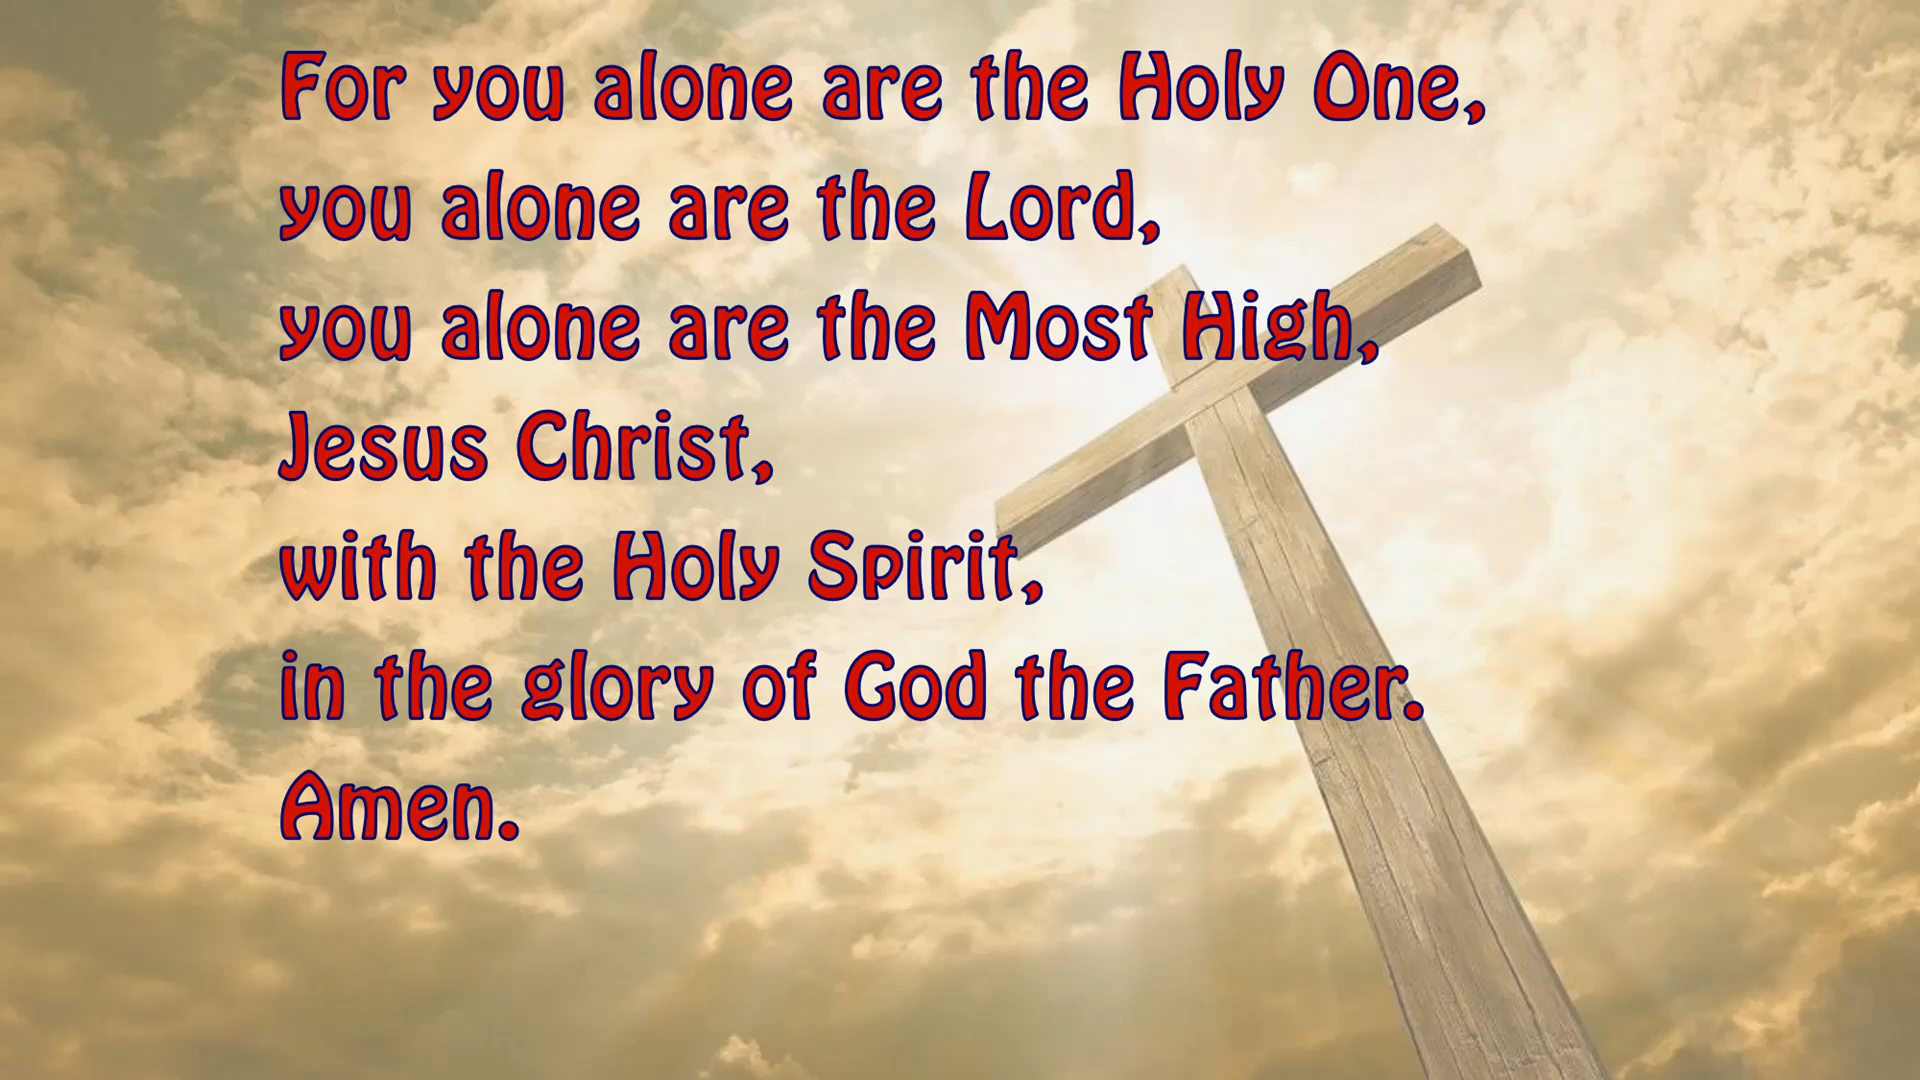 For you alone are the Holy One,
you alone are the Lord,
you alone are the Most High,
Jesus Christ,
with the Holy Spirit,
in the glory of God the Father.
Amen.